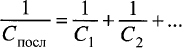 1/C_посл = 1/C_1 + 1/C_2 + ...